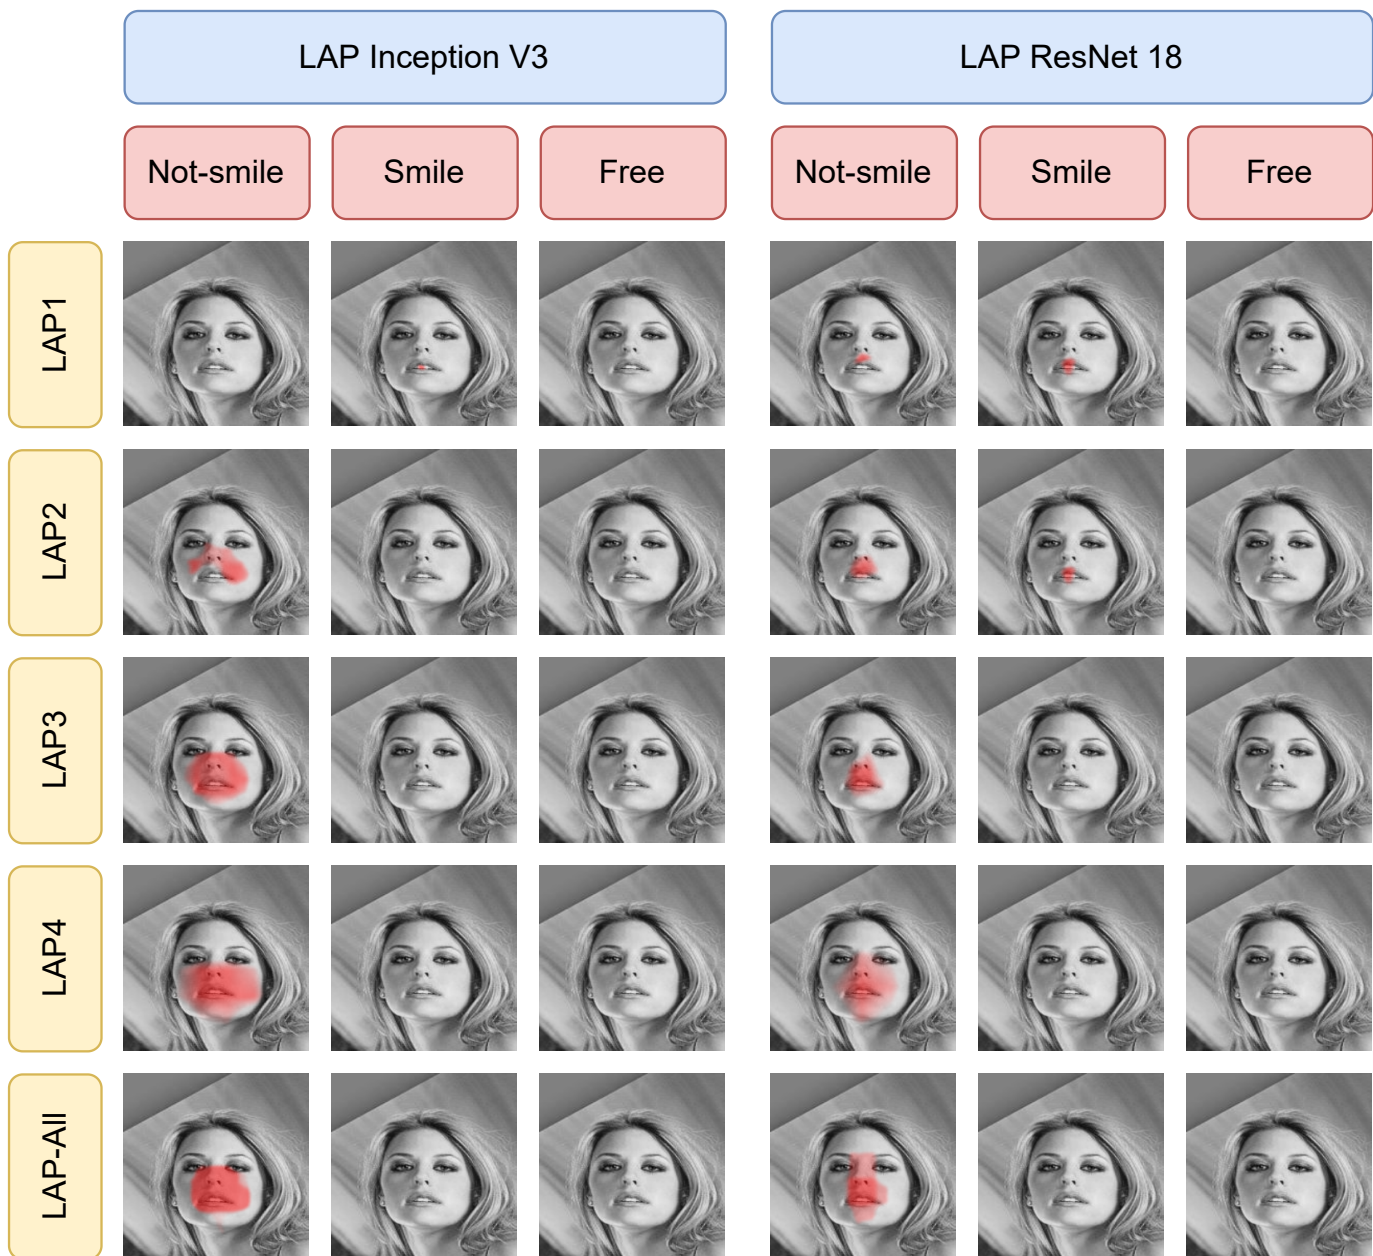 LAP Inception V3
LAP ResNet 18
Not-smile
Smile
Free
Not-smile
Smile
Free
LAP1
LAP2
LAP3
LAP4
LAP-All